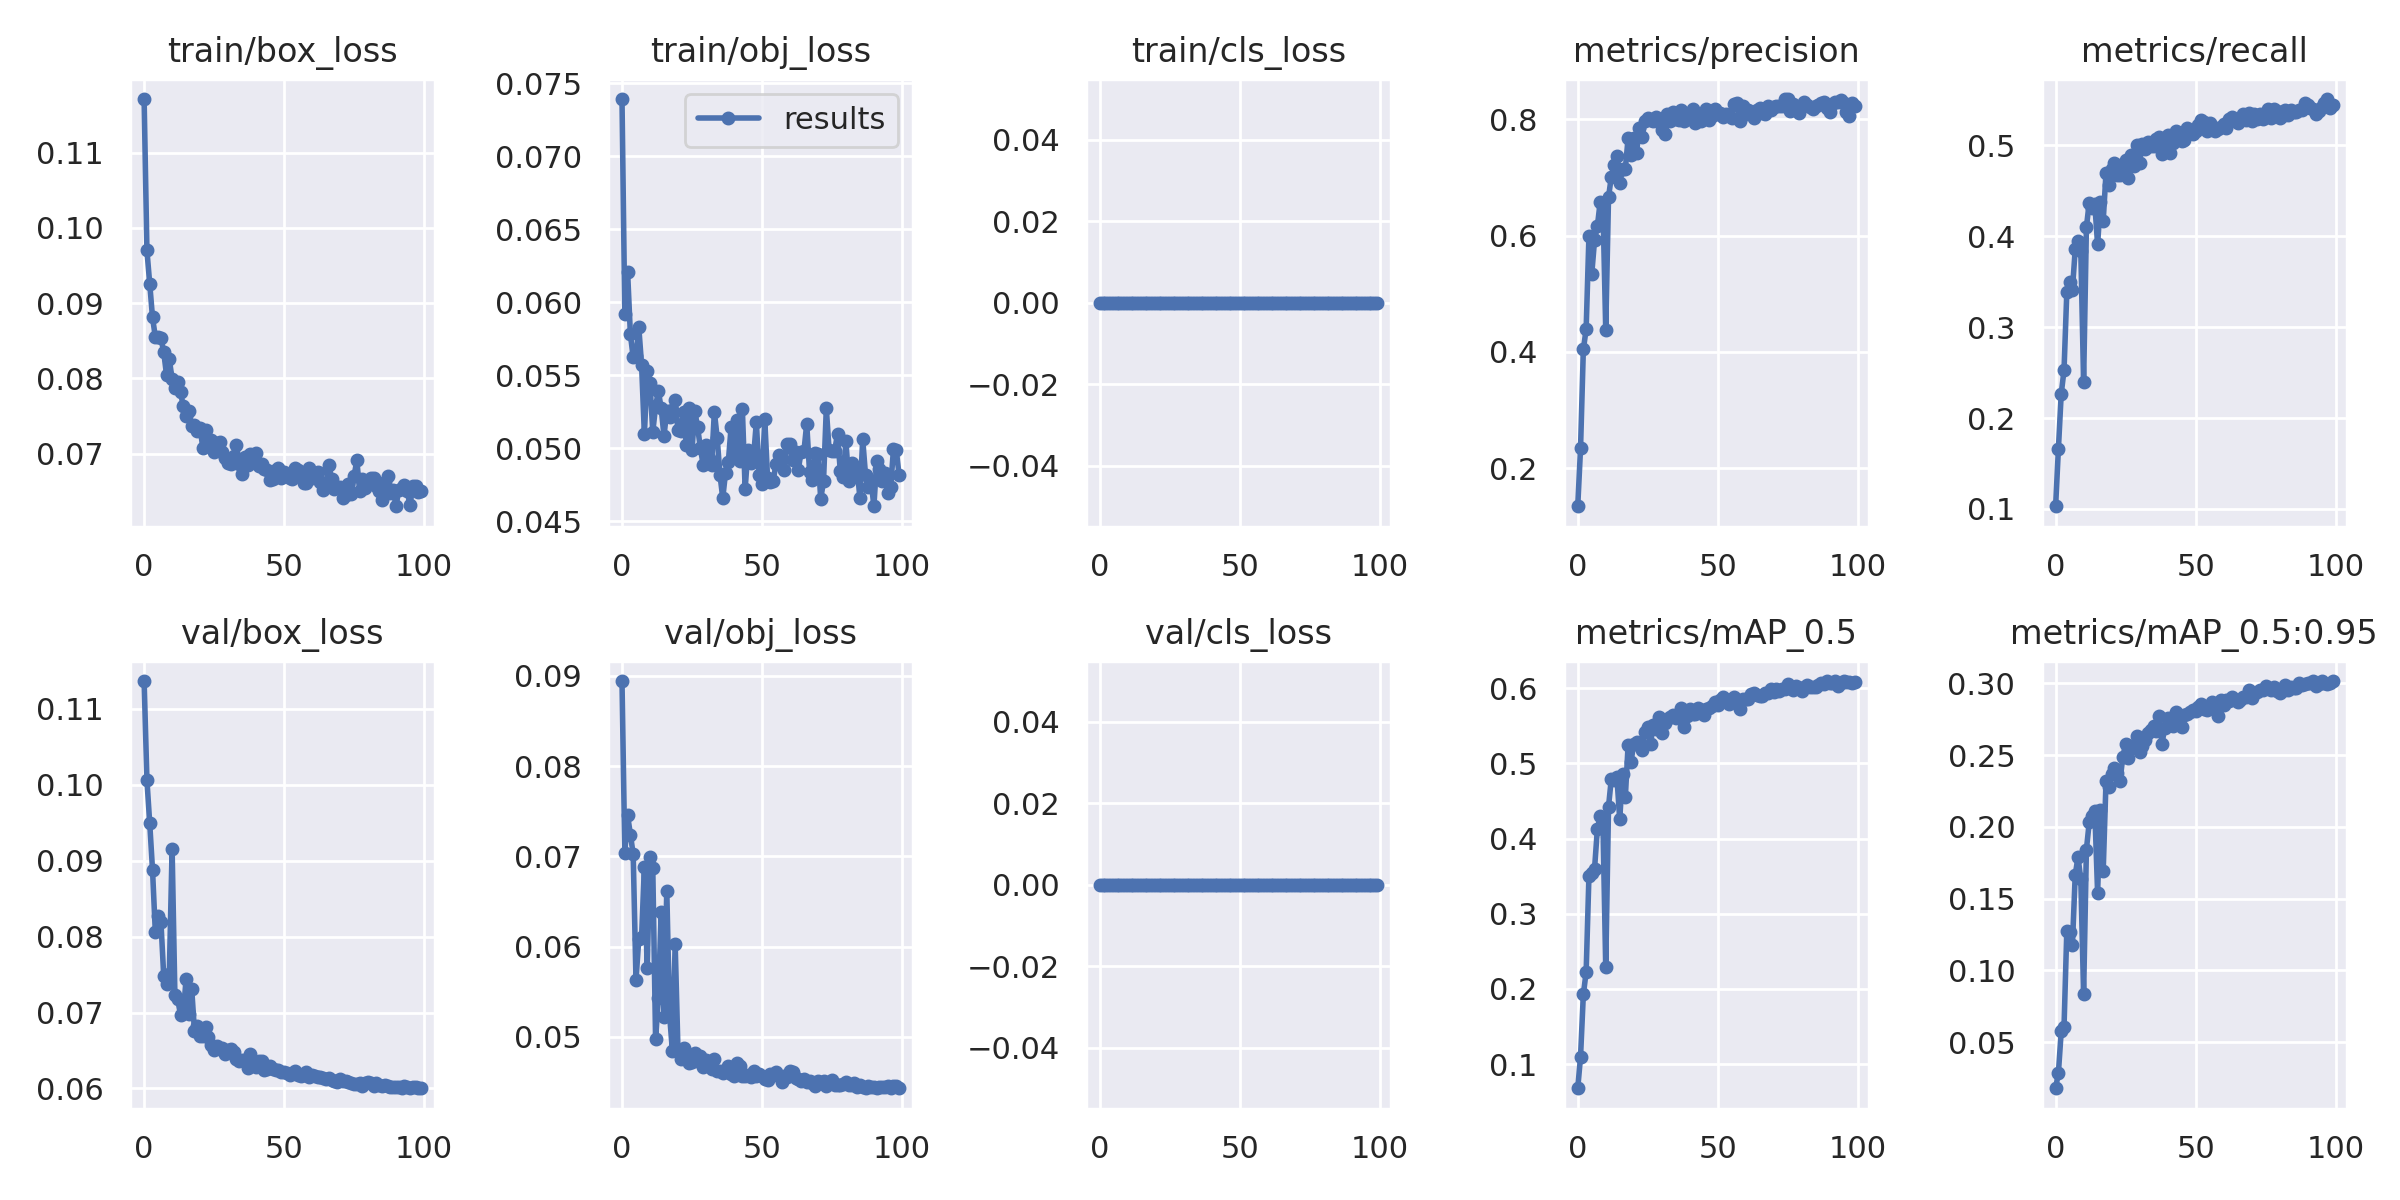 train/box_loss
train/obj_loss
train/cls_loss
metrics/precision
metrics/recall
0.11
0.10
0.09
0.08
0.07
0 50 100
0.075
0.070
0.065
0.060
0.055
0.050
0.045
results
0 50 100
0.04
0.02
0.00
−0.02
−0.04
0 50 100
0.8
0.6
0.4
0.2
0 50 100
0.5
0.4
0.3
0.2
0.1
0 50 100
val/box_loss
val/obj_loss
val/cls_loss
metrics/mAP_0.5
metrics/mAP_0.5:0.95
0.11
0.10
0.09
0.08
0.07
0.06
0 50 100
0.09
0.08
0.07
0.06
0.05
0 50 100
0.04
0.02
0.00
−0.02
−0.04
0 50 100
0.6
0.5
0.4
0.3
0.2
0.1
0 50 100
0.30
0.25
0.20
0.15
0.10
0.05
0 50 100